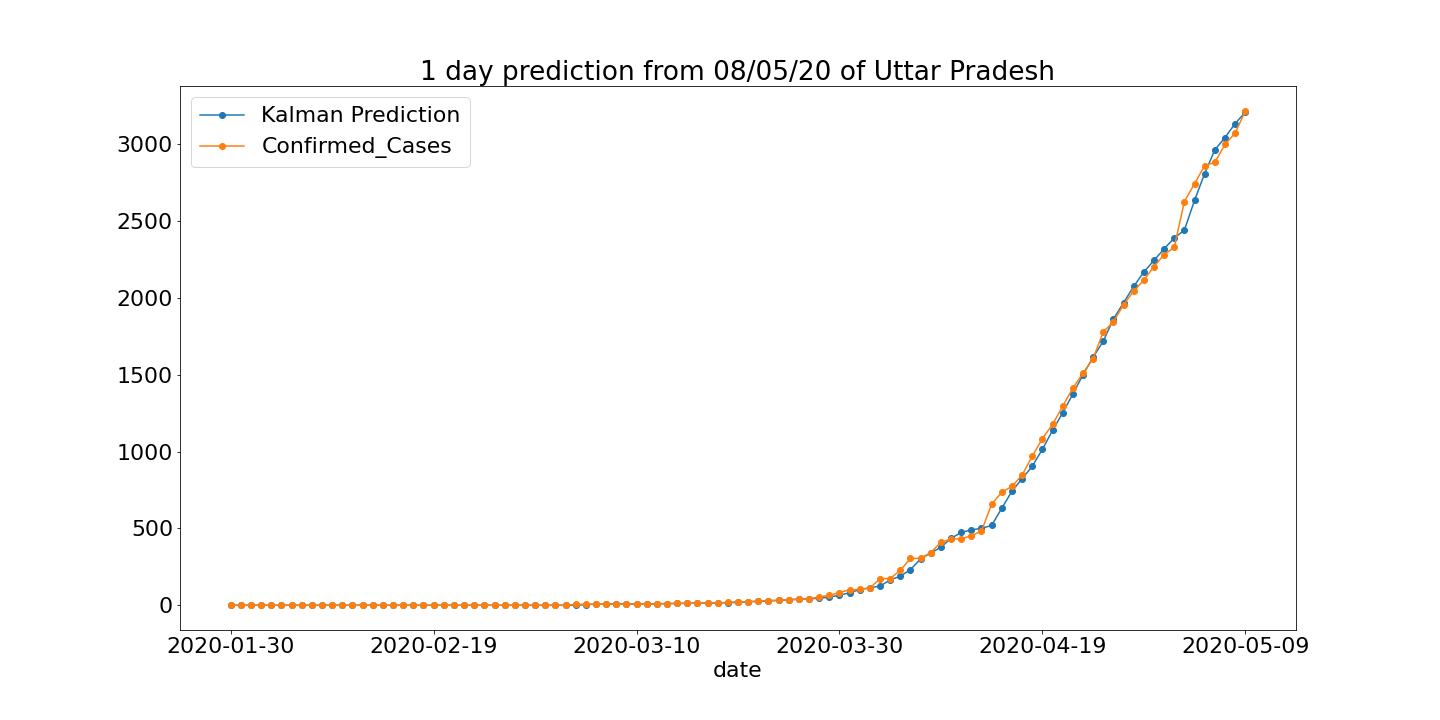 1 day prediction from 08/05/20 of Uttar Pradesh
Kalman Prediction
Confirmed_Cases
3000
2500
2000
1500
1000
500
0
2020-01-30 2020-02-19 2020-03-10 2020-03-30 2020-04-19 2020-05-09
date